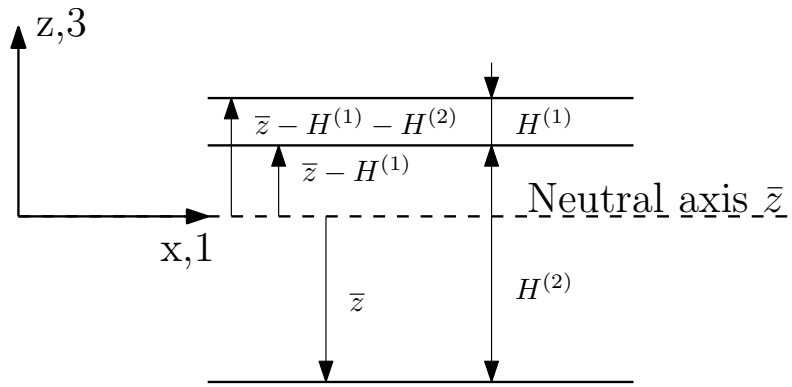 z,3
z̅ − H⁽¹⁾ − H⁽²⁾
H⁽¹⁾
z̅ − H⁽¹⁾
Neutral axis z̅
x,1
z̅
H⁽²⁾